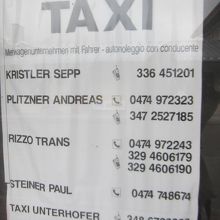 TAXI
Mietwagenunternehmen mit Fahrer - autonoleggio con conducente
KRISTLER SEPP 336 451201
PLITZNER ANDREAS 0474 972323
347 2527185
RIZZO TRANS 0474 972243
329 4606179
329 4606190
STEINER PAUL 0474 748674
TAXI UNTERHOFER